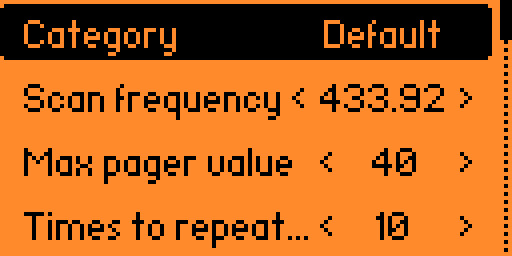 Category Default
Scan frequency < 433.92 >
Max pager value < 40 >
Times to repeat... < 10 >